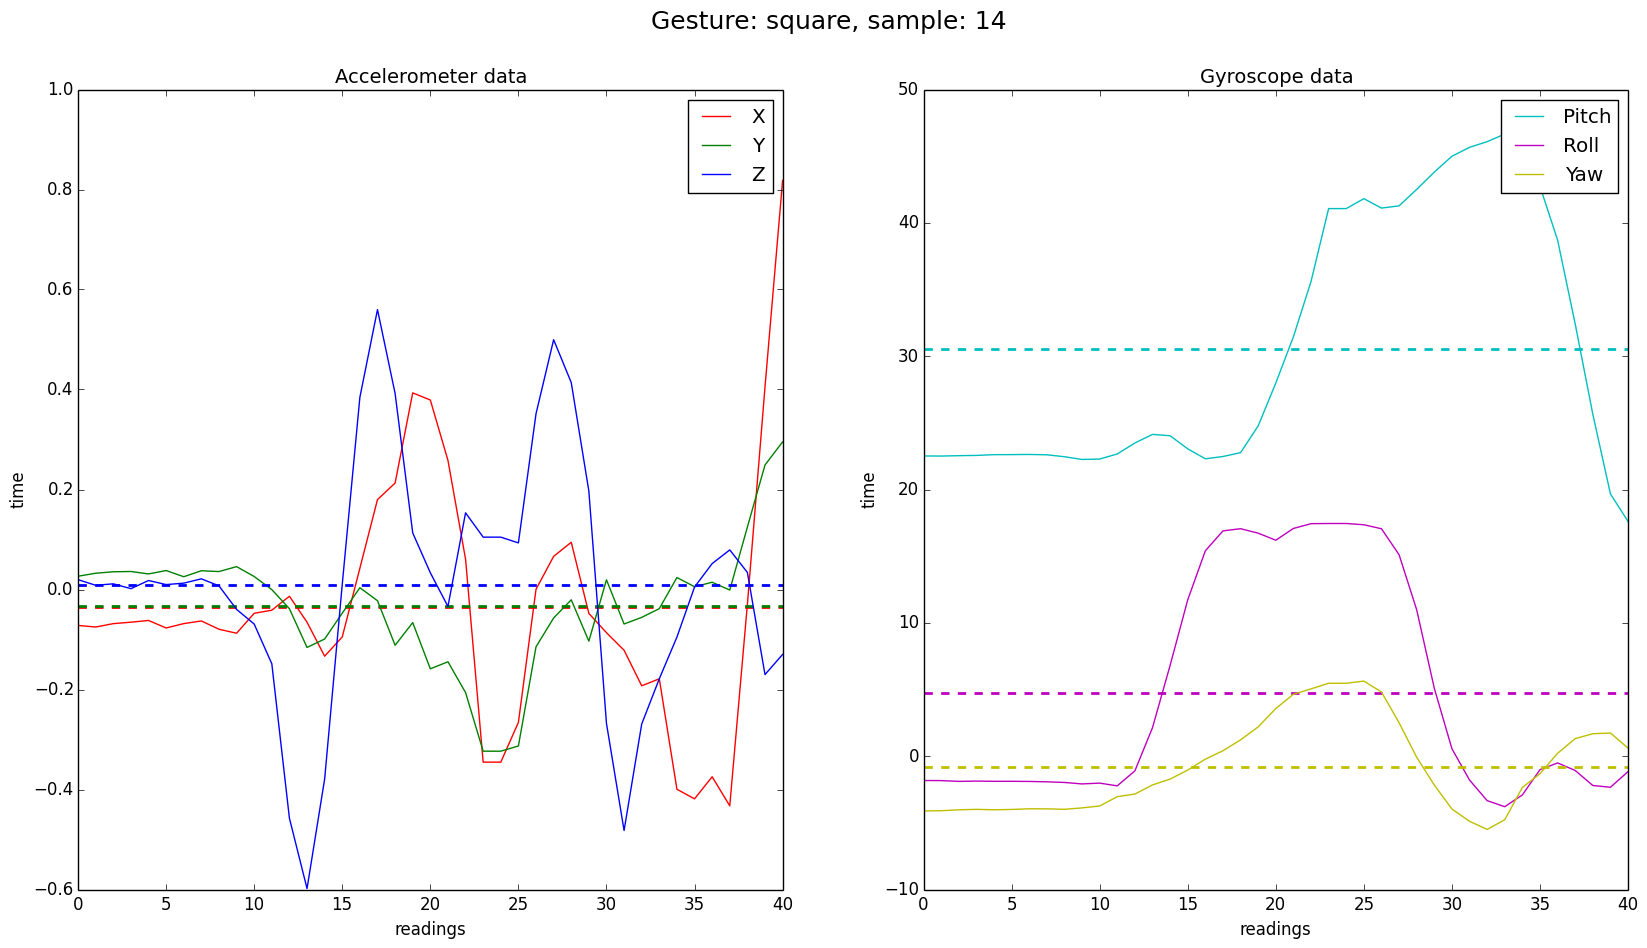 Gesture: square, sample: 14
Accelerometer data
1.0
0.8
0.6
0.4
0.2
0.0
−0.2
−0.4
−0.6
time
0 5 10 15 20 25 30 35 40
readings
X
Y
Z
Gyroscope data
50
40
30
20
10
0
−10
time
0 5 10 15 20 25 30 35 40
readings
Pitch
Roll
Yaw